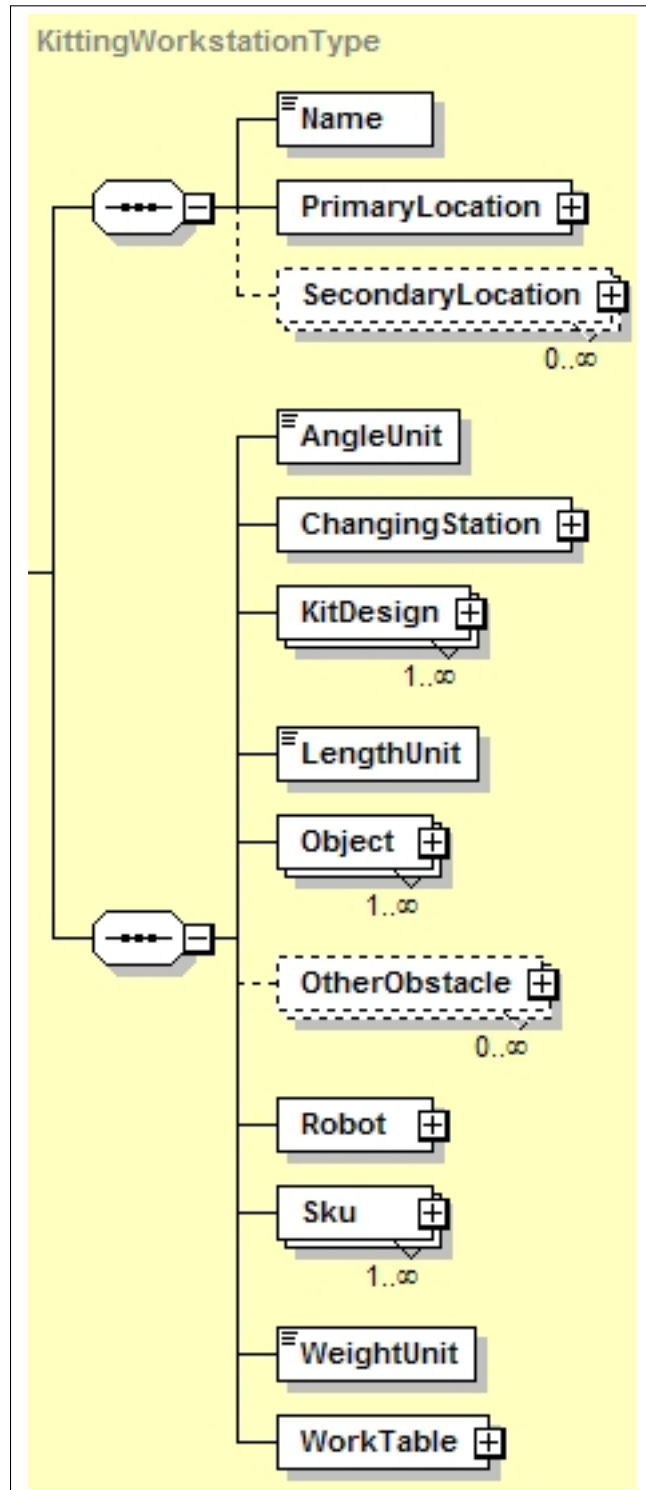 KittingWorkstationType
Name
PrimaryLocation
SecondaryLocation
0..∞
AngleUnit
ChangingStation
KitDesign
1..∞
LengthUnit
Object
1..∞
OtherObstacle
0..∞
Robot
Sku
1..∞
WeightUnit
WorkTable